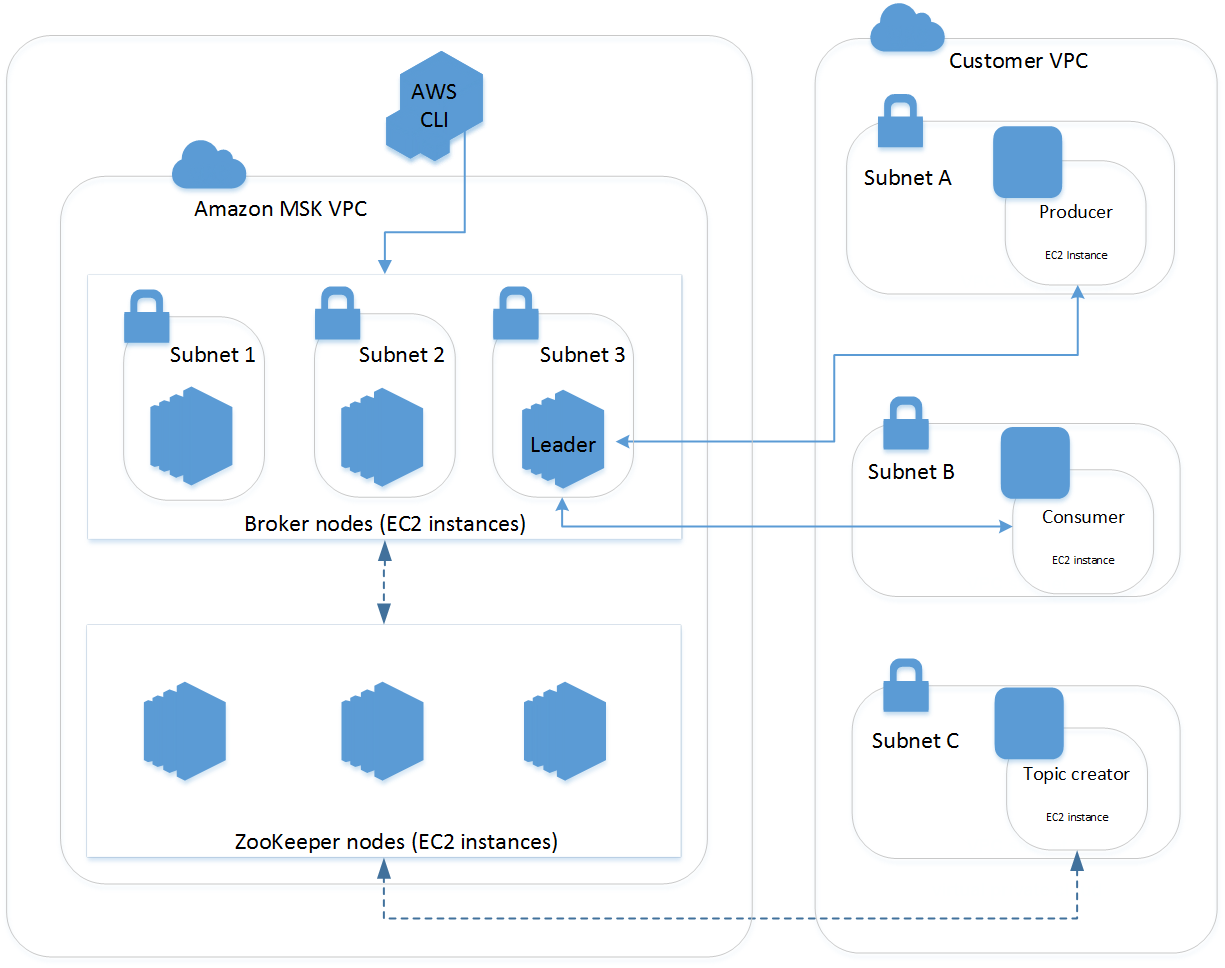 AWS
CLI
Customer VPC
Subnet A
Amazon MSK VPC
Producer
EC2 Instance
Subnet 1
Subnet 2
Subnet 3
Leader
Subnet B
Consumer
Broker nodes (EC2 instances)
EC2 instance
Subnet C
Topic creator
EC2 instance
ZooKeeper nodes (EC2 instances)